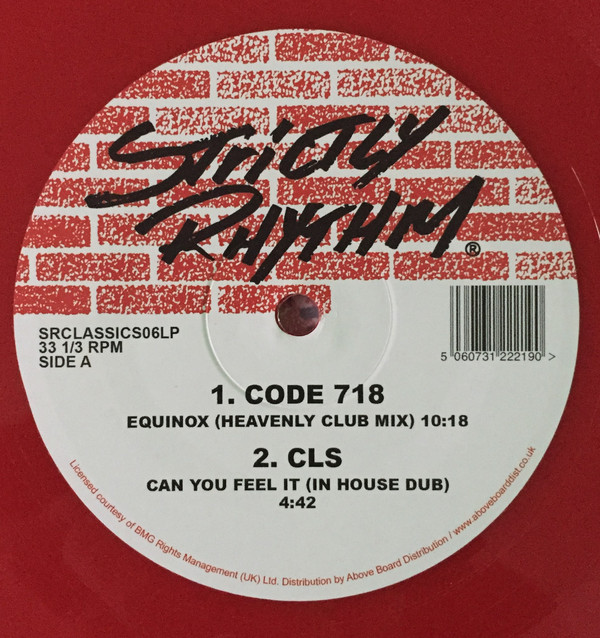 STRICTLY
RHYTHM®
SRCLASSICS06LP
33 1/3 RPM
SIDE A
5 060731 222190 >
1. CODE 718
EQUINOX (HEAVENLY CLUB MIX) 10:18
2. CLS
CAN YOU FEEL IT (IN HOUSE DUB)
4:42
Licensed courtesy of BMG Rights Management (UK) Ltd. Distribution by Above Board Distribution / www.aboveboarddist.co.uk